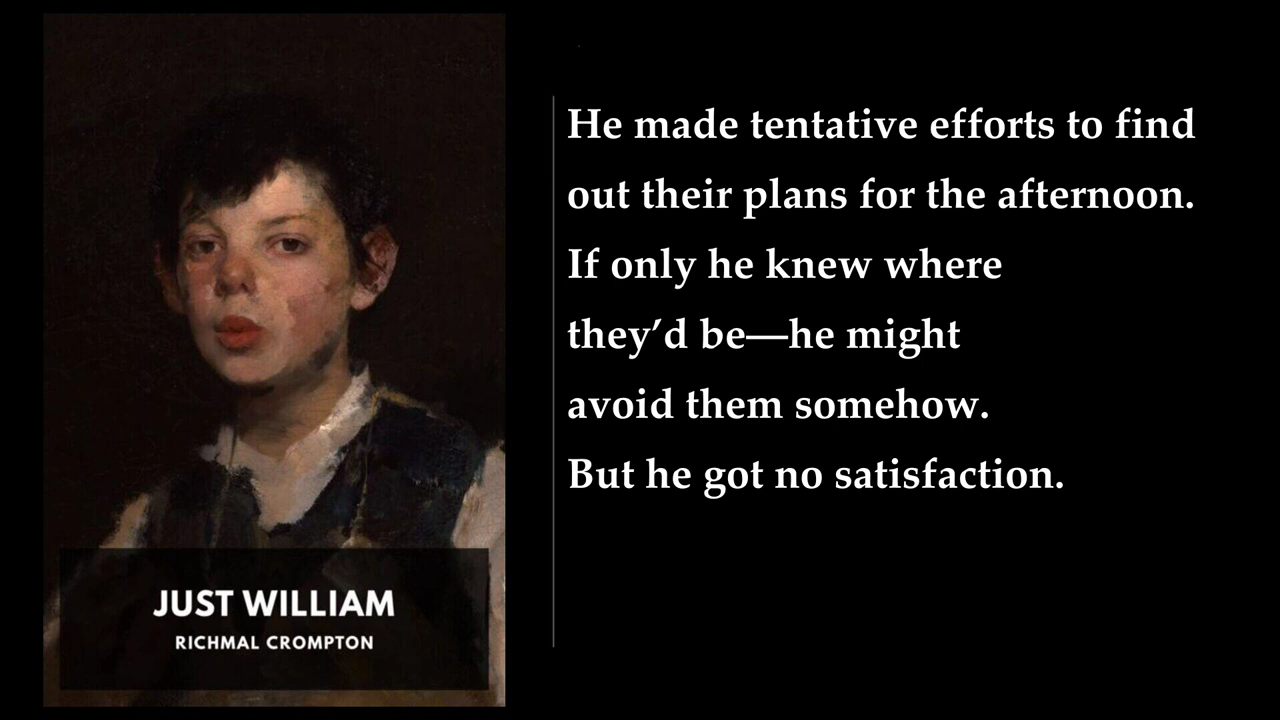 JUST WILLIAM
RICHMAL CROMPTON
He made tentative efforts to find
out their plans for the afternoon.
If only he knew where
they’d be—he might
avoid them somehow.
But he got no satisfaction.